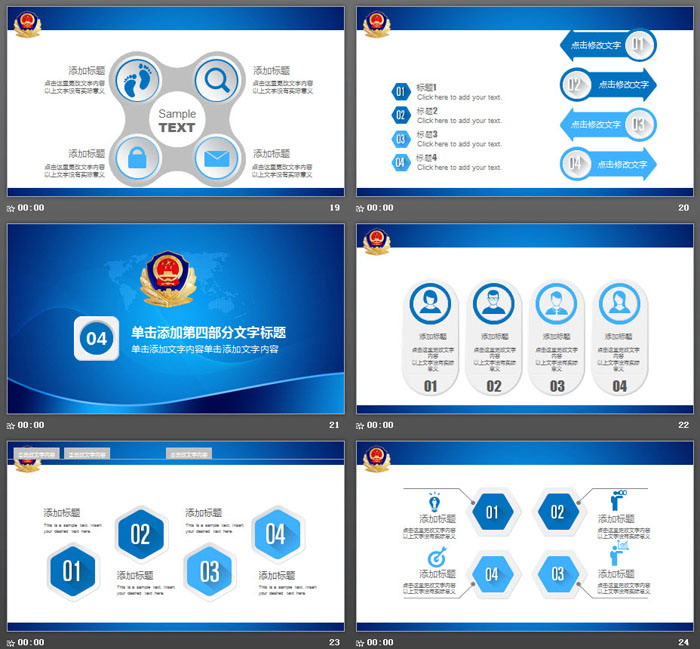 添加标题
点击这里更改文字内容
以上文字没有实际意义
添加标题
点击这里更改文字内容
以上文字没有实际意义
Sample
TEXT
添加标题
点击这里更改文字内容
以上文字没有实际意义
添加标题
点击这里更改文字内容
以上文字没有实际意义
00:00
19
01
标题1
Click here to add your text.
02
标题2
Click here to add your text.
03
标题3
Click here to add your text.
04
标题4
Click here to add your text.
点击修改文字
01
02
点击修改文字
点击修改文字
03
04
点击修改文字
00:00
20
04
单击添加第四部分文字标题
单击添加文字内容单击添加文字内容
00:00
21
添加标题
点击这里更改文字
内容
以上文字没有实际
意义
01
添加标题
点击这里更改文字
内容
以上文字没有实际
意义
02
添加标题
点击这里更改文字
内容
以上文字没有实际
意义
03
添加标题
点击这里更改文字
内容
以上文字没有实际
意义
04
00:00
22
点击更改文字内容
点击更改文字内容
点击更改文字内容
添加标题
This is a sample text. Insert
your desired text here.
02
添加标题
This is a sample text. Insert
your desired text here.
04
01
添加标题
This is a sample text. Insert
your desired text here.
03
添加标题
This is a sample text. Insert
your desired text here.
00:00
23
添加标题
点击这里更改文字内容
以上文字没有实际意义
01
02
添加标题
点击这里更改文字内容
以上文字没有实际意义
添加标题
点击这里更改文字内容
以上文字没有实际意义
04
03
添加标题
点击这里更改文字内容
以上文字没有实际意义
00:00
24